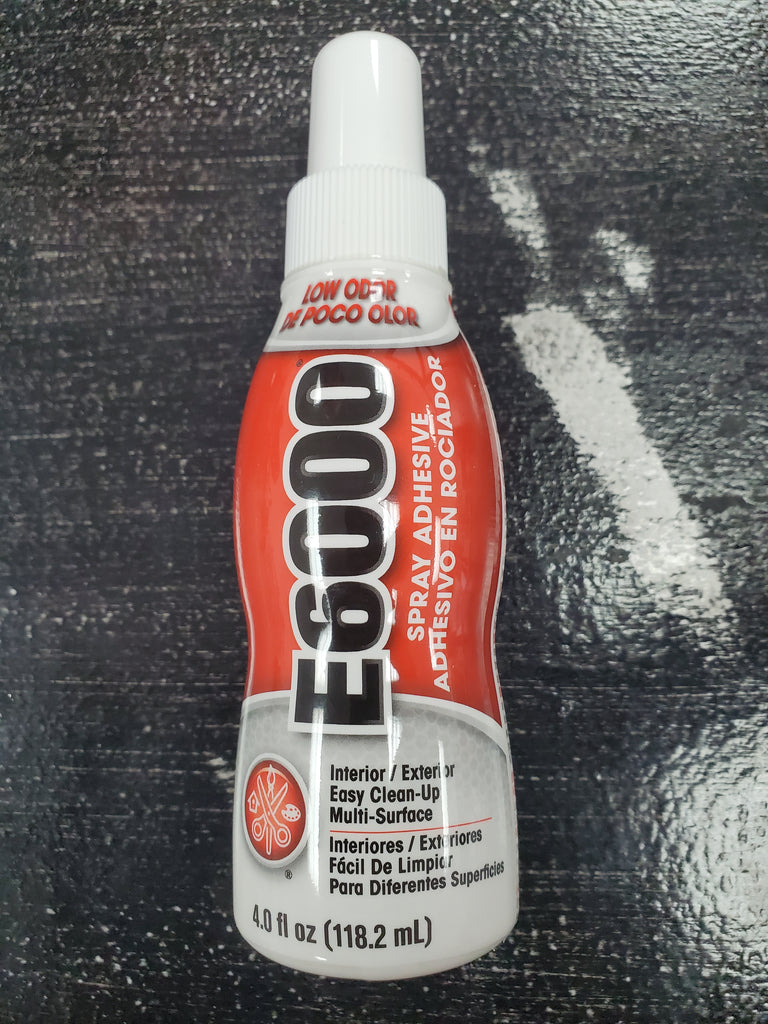 LOW ODOR
DE POCO OLOR
E6000®
SPRAY ADHESIVE
ADHESIVO EN ROCIADOR
Interior / Exterior
Easy Clean-Up
Multi-Surface
Interiores / Exteriores
Fácil De Limpiar
Para Diferentes Superficies
®
4.0 fl oz (118.2 mL)